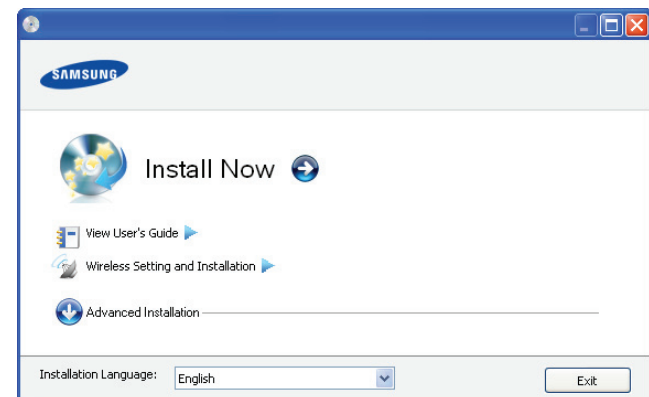 SAMSUNG
Install Now
View User's Guide
Wireless Setting and Installation
Advanced Installation
Installation Language: English Exit